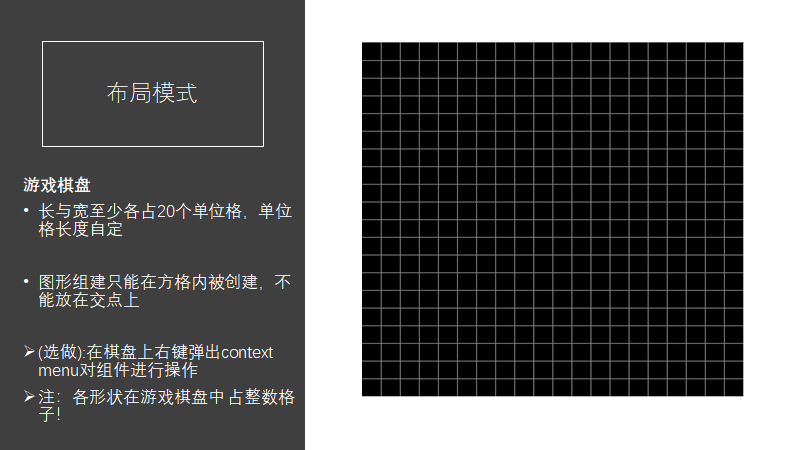 布局模式
游戏棋盘
• 长与宽至少各占20个单位格，单位
格长度自定
• 图形组建只能在方格内被创建，不
能放在交点上
➢ (选做):在棋盘上右键弹出context
menu对组件进行操作
➢ 注：各形状在游戏棋盘中占整数格
子！